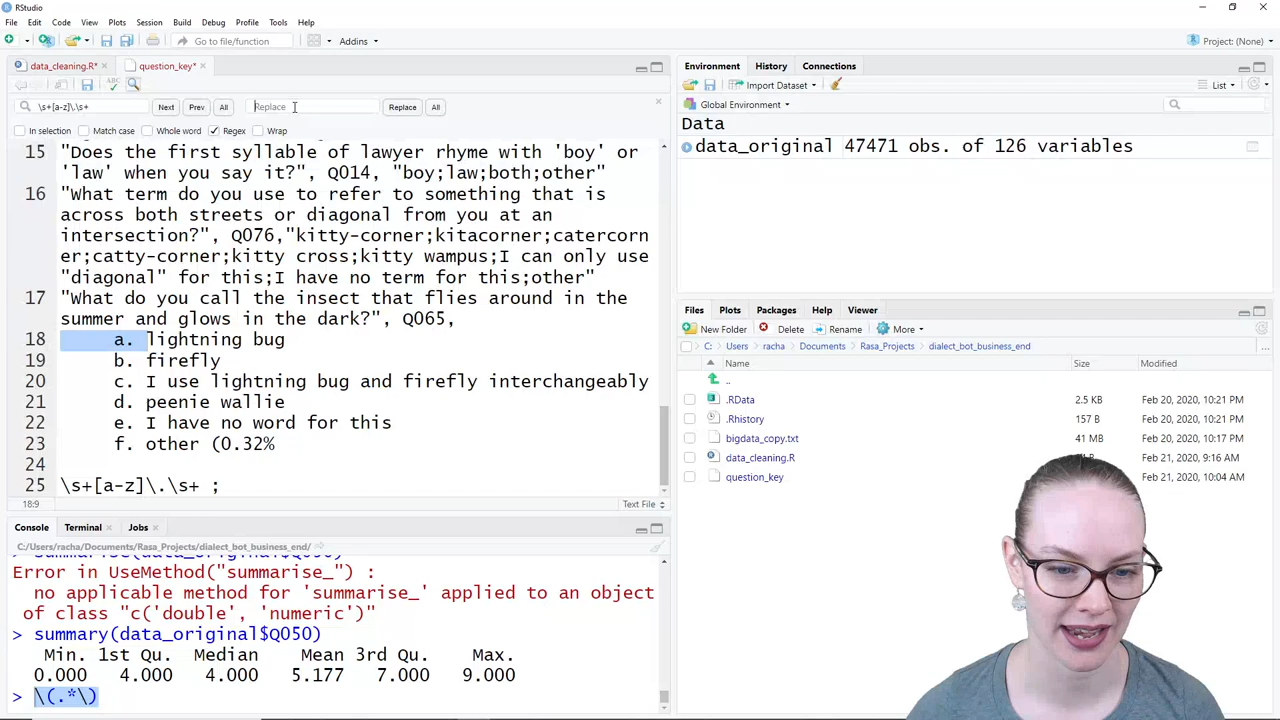 RStudio
File Edit Code View Plots Session Build Debug Profile Tools Help
Go to file/function Addins Project: (None)
data_cleaning.R* question_key*
\s+[a-z]\.\s+ Next Prev All Replace Replace All
In selection Match case Whole word Regex Wrap
15 "Does the first syllable of lawyer rhyme with 'boy' or
'law' when you say it?", Q014, "boy;law;both;other"
16 "What term do you use to refer to something that is
across both streets or diagonal from you at an
intersection?", Q076,"kitty-corner;kitacorner;catercorn
er;catty-corner;kitty cross;kitty wampus;I can only use
"diagonal" for this;I have no term for this;other"
17 "What do you call the insect that flies around in the
summer and glows in the dark?", Q065,
18 a. lightning bug
19 b. firefly
20 c. I use lightning bug and firefly interchangeably
21 d. peenie wallie
22 e. I have no word for this
23 f. other (0.32%
24
25 \s+[a-z]\.\s+ ;
18:9 Text File
Console Terminal Jobs
C:/Users/racha/Documents/Rasa_Projects/dialect_bot_business_end/
Error in UseMethod("summarise_") :
no applicable method for 'summarise_' applied to an object
of class "c('double', 'numeric')"
> summary(data_original$Q050)
Min. 1st Qu. Median Mean 3rd Qu. Max.
0.000 4.000 4.000 5.177 7.000 9.000
> \(.*\)
Environment History Connections
Import Dataset List
Global Environment
Data
data_original 47471 obs. of 126 variables
Files Plots Packages Help Viewer
New Folder Delete Rename More
C: Users racha Documents Rasa_Projects dialect_bot_business_end ...
Name Size Modified
..
.RData 2.5 KB Feb 20, 2020, 10:21 PM
.Rhistory 157 B Feb 20, 2020, 10:21 PM
bigdata_copy.txt 41 MB Feb 20, 2020, 10:17 PM
data_cleaning.R Feb 21, 2020, 9:16 AM
question_key Feb 21, 2020, 10:04 AM